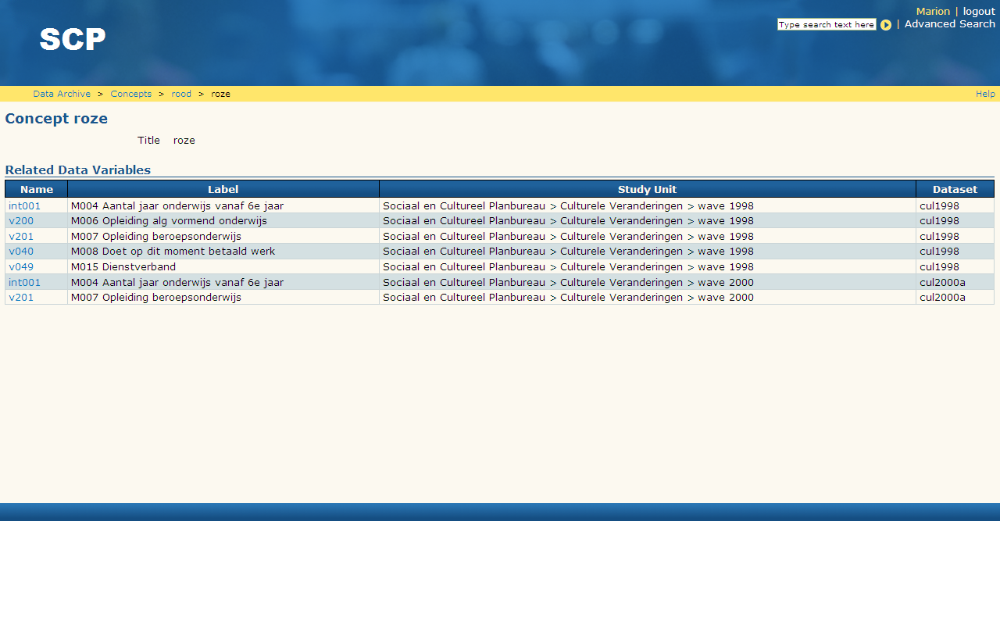 Marion | logout
Type search text here | Advanced Search
SCP
Data Archive > Concepts > rood > roze Help
Concept roze
Title roze
Related Data Variables
Name Label Study Unit Dataset
int001 M004 Aantal jaar onderwijs vanaf 6e jaar Sociaal en Cultureel Planbureau > Culturele Veranderingen > wave 1998 cul1998
v200 M006 Opleiding alg vormend onderwijs Sociaal en Cultureel Planbureau > Culturele Veranderingen > wave 1998 cul1998
v201 M007 Opleiding beroepsonderwijs Sociaal en Cultureel Planbureau > Culturele Veranderingen > wave 1998 cul1998
v040 M008 Doet op dit moment betaald werk Sociaal en Cultureel Planbureau > Culturele Veranderingen > wave 1998 cul1998
v049 M015 Dienstverband Sociaal en Cultureel Planbureau > Culturele Veranderingen > wave 1998 cul1998
int001 M004 Aantal jaar onderwijs vanaf 6e jaar Sociaal en Cultureel Planbureau > Culturele Veranderingen > wave 2000 cul2000a
v201 M007 Opleiding beroepsonderwijs Sociaal en Cultureel Planbureau > Culturele Veranderingen > wave 2000 cul2000a